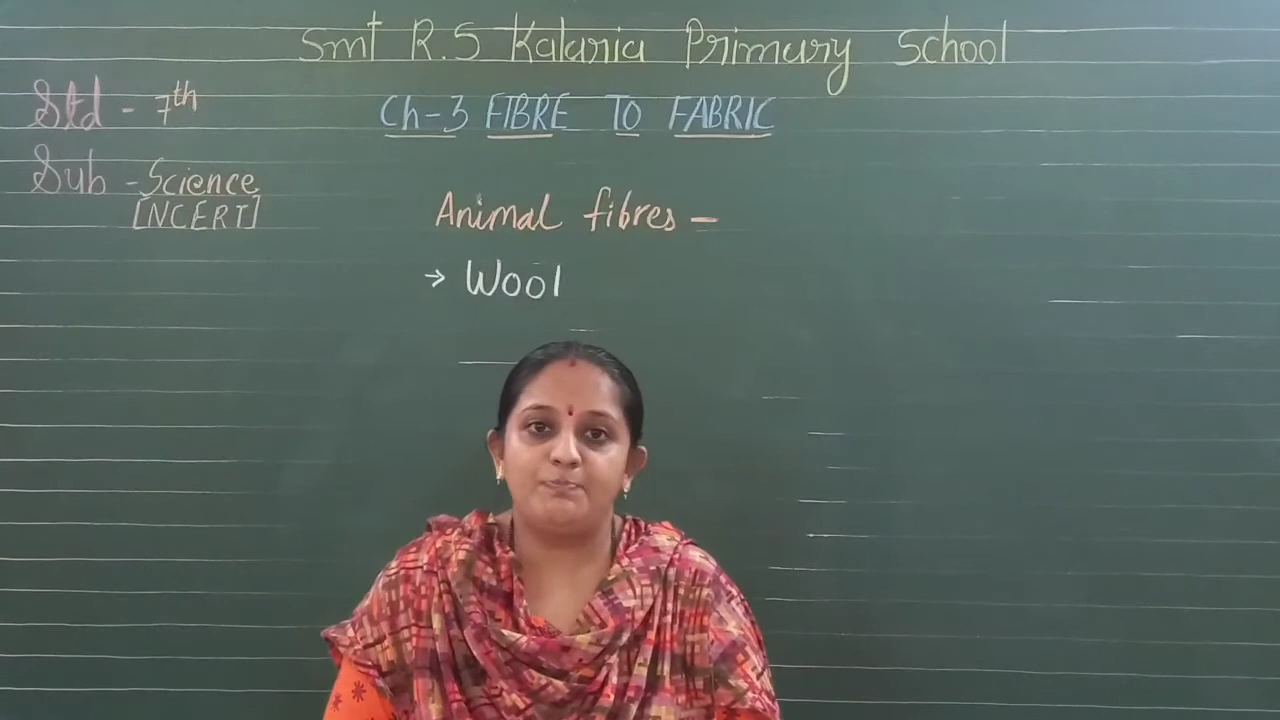 Smt R.S Kalaria Primary School
Std - 7th
Ch-3 FIBRE TO FABRIC
Sub - Science
[NCERT]
Animal fibres -
→ Wool